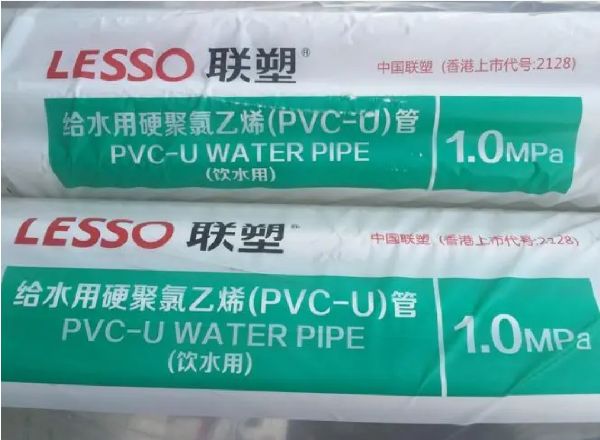 LESSO 联塑®
中国联塑 (香港上市代号:2128)
给水用硬聚氯乙烯(PVC-U)管
PVC-U WATER PIPE
(饮水用)
1.0MPa
LESSO 联塑®
中国联塑 (香港上市代号:2128)
给水用硬聚氯乙烯(PVC-U)管
PVC-U WATER PIPE
(饮水用)
1.0MPa